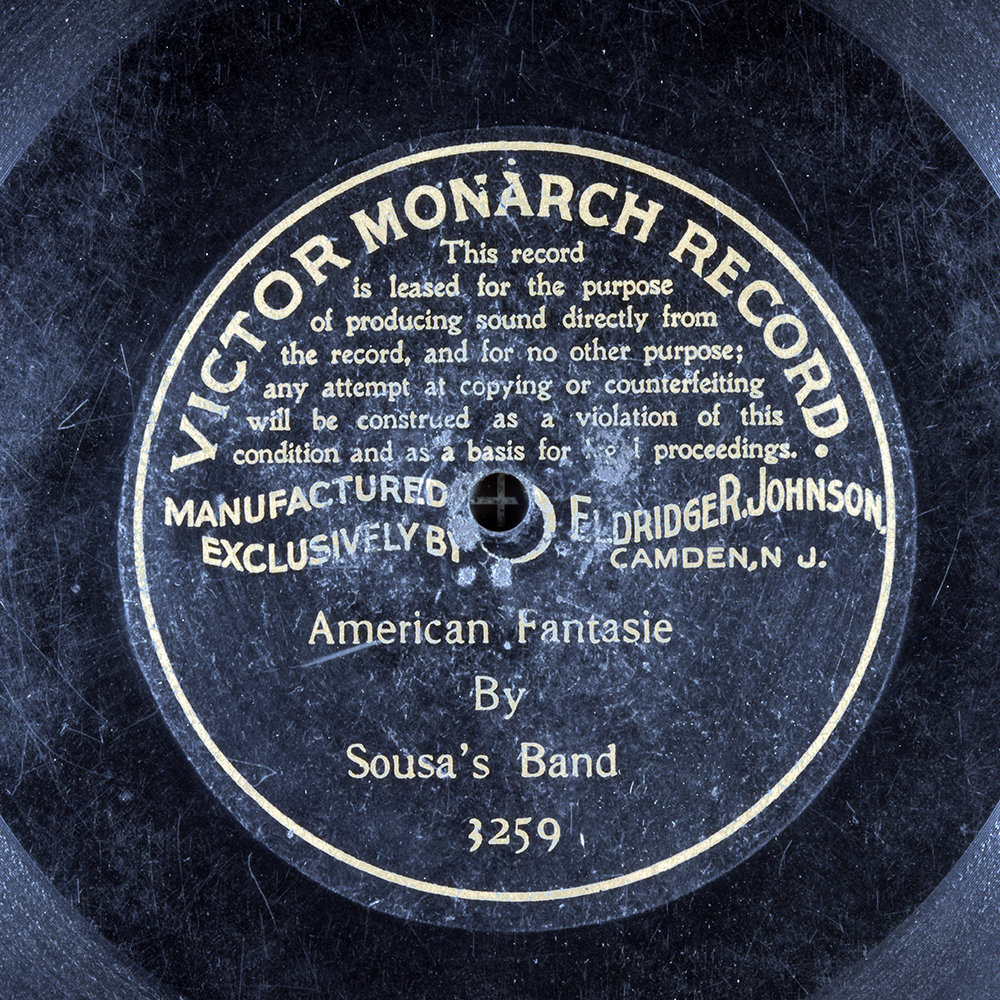 VICTOR MONARCH RECORD.
This record
is leased for the purpose
of producing sound directly from
the record, and for no other purpose;
any attempt at copying or counterfeiting
will be construed as a violation of this
condition and as a basis for proceedings.
MANUFACTURED
EXCLUSIVELY BY
ELDRIDGE R. JOHNSON,
CAMDEN, N J.
American Fantasie
By
Sousa's Band
3259